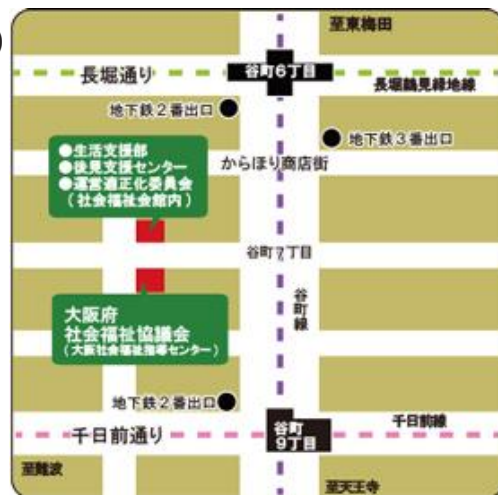 )
至東梅田
長堀通り
谷町6丁目
長堀鶴見緑地線
地下鉄2番出口
地下鉄3番出口
●生活支援部
●後見支援センター
●運営適正化委員会
(社会福祉会館内)
からほり商店街
谷町7丁目
谷町線
大阪府
社会福祉協議会
(大阪社会福祉指導センター)
地下鉄2番出口
千日前線
千日前通り
谷町
9丁目
至難波
至天王寺